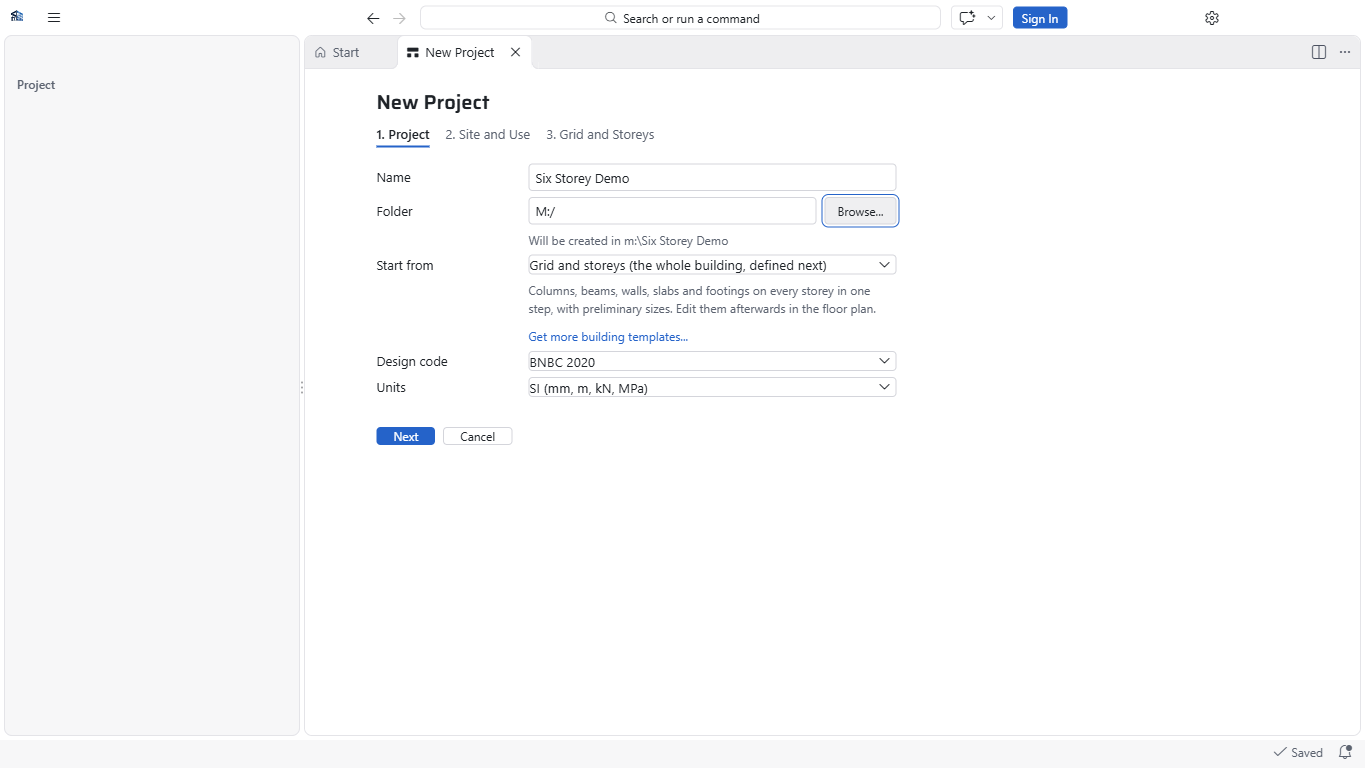 Search or run a command
Sign In
Project
Start
New Project
New Project
1. Project
2. Site and Use
3. Grid and Storeys
Name
Six Storey Demo
Folder
M:/
Browse...
Will be created in m:\Six Storey Demo
Start from
Grid and storeys (the whole building, defined next)
Columns, beams, walls, slabs and footings on every storey in one
step, with preliminary sizes. Edit them afterwards in the floor plan.
Get more building templates...
Design code
BNBC 2020
Units
SI (mm, m, kN, MPa)
Next
Cancel
Saved